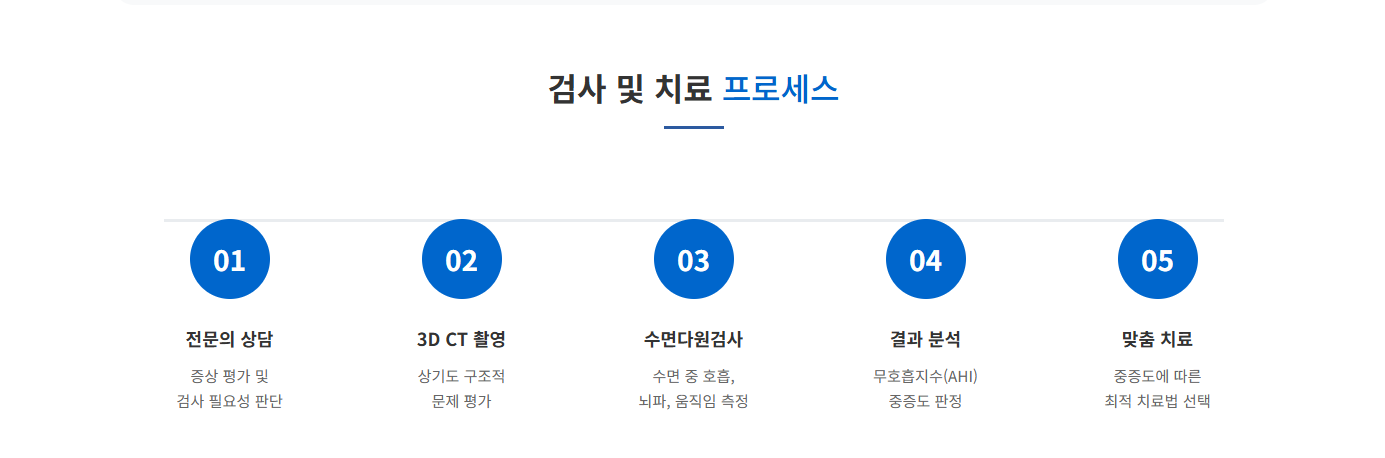 검사 및 치료 프로세스
01
02
03
04
05
전문의 상담
3D CT 촬영
수면다원검사
결과 분석
맞춤 치료
증상 평가 및
검사 필요성 판단
상기도 구조적
문제 평가
수면 중 호흡,
뇌파, 움직임 측정
무호흡지수(AHI)
중증도 판정
중증도에 따른
최적 치료법 선택